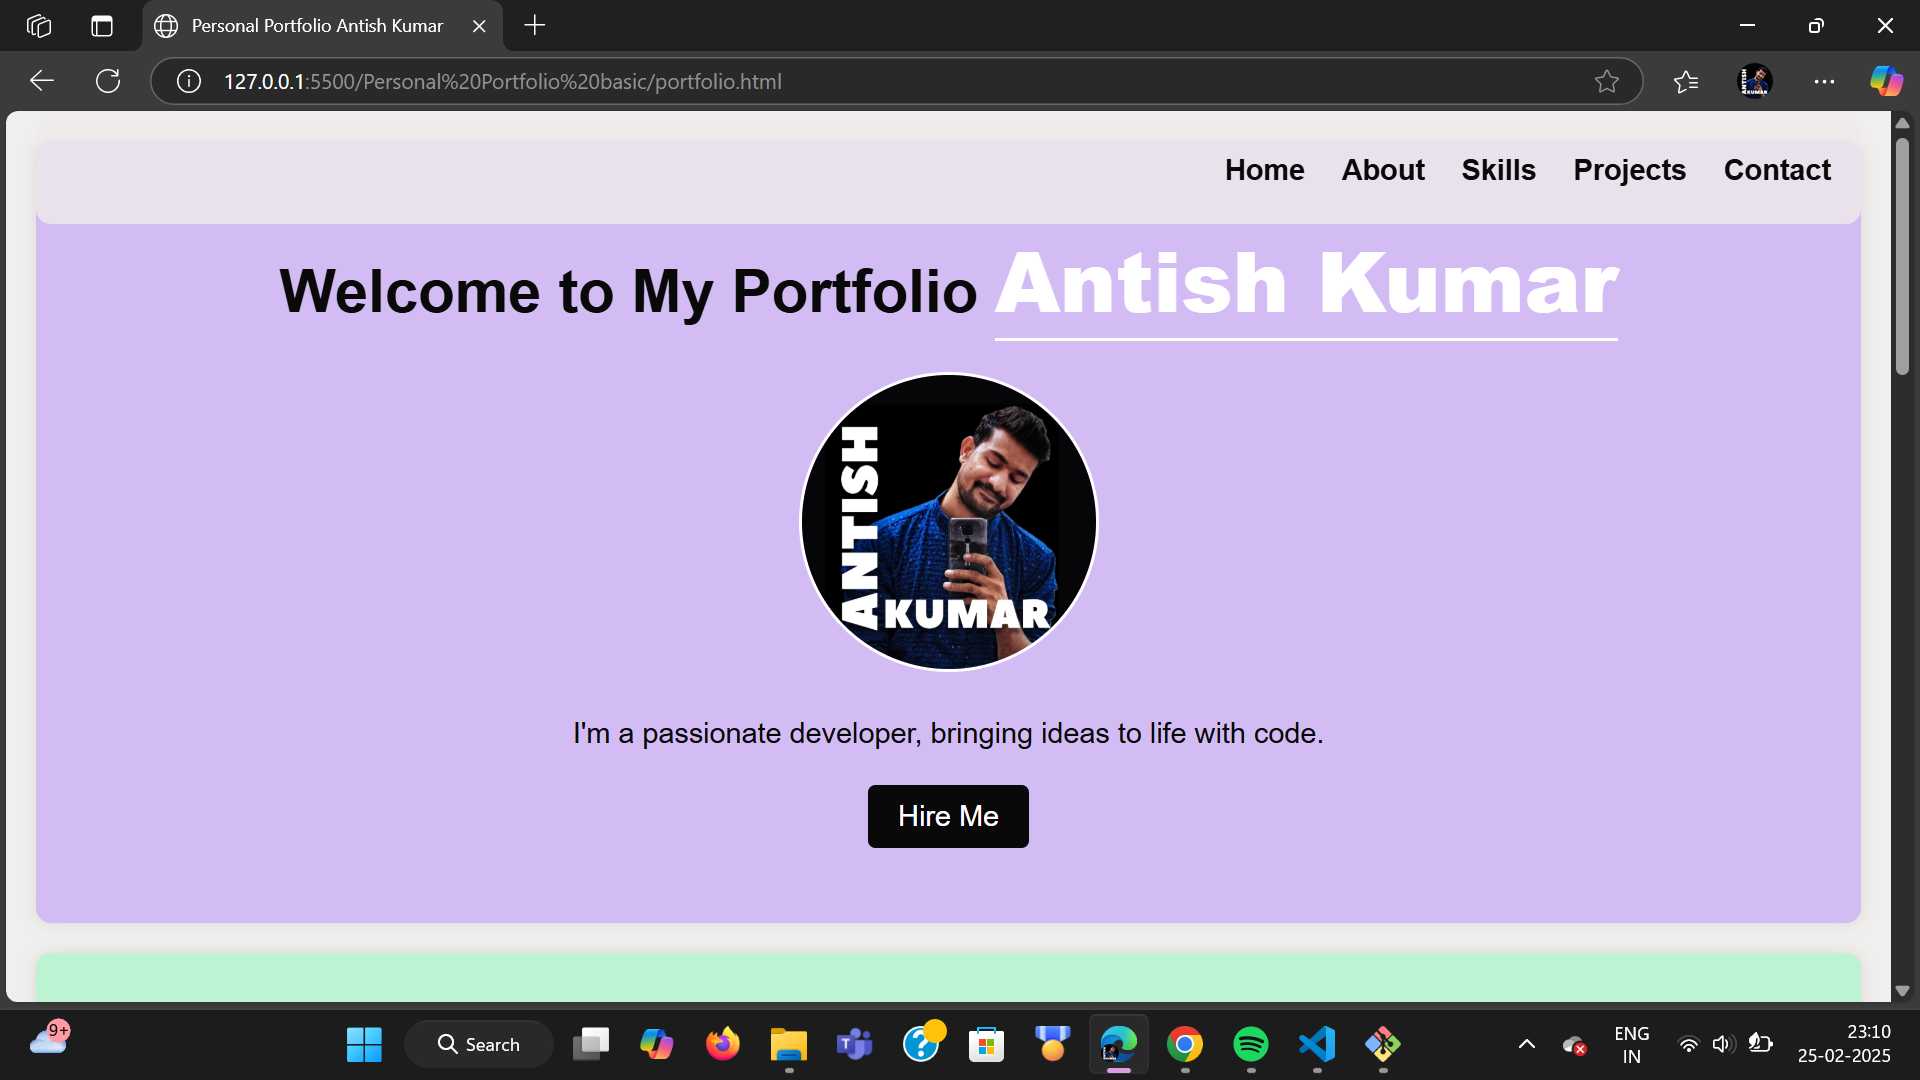 Personal Portfolio Antish Kumar
127.0.0.1:5500/Personal%20Portfolio%20basic/portfolio.html
Home About Skills Projects Contact
Welcome to My Portfolio Antish Kumar
ANTISH
KUMAR
I'm a passionate developer, bringing ideas to life with code.
Hire Me
9+
Search
ENG
IN
23:10
25-02-2025